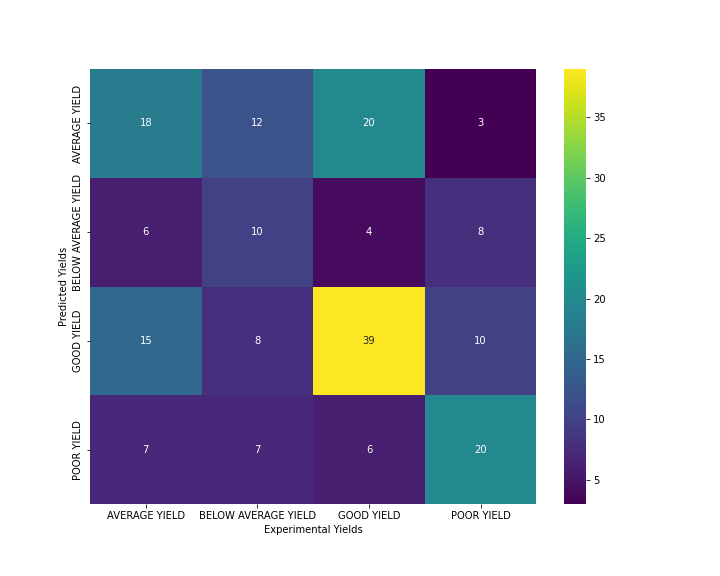 AVERAGE YIELD
18 12 20 3
BELOW AVERAGE YIELD
6 10 4 8
GOOD YIELD
15 8 39 10
POOR YIELD
7 7 6 20
Predicted Yields
AVERAGE YIELD BELOW AVERAGE YIELD GOOD YIELD POOR YIELD
Experimental Yields
35
30
25
20
15
10
5